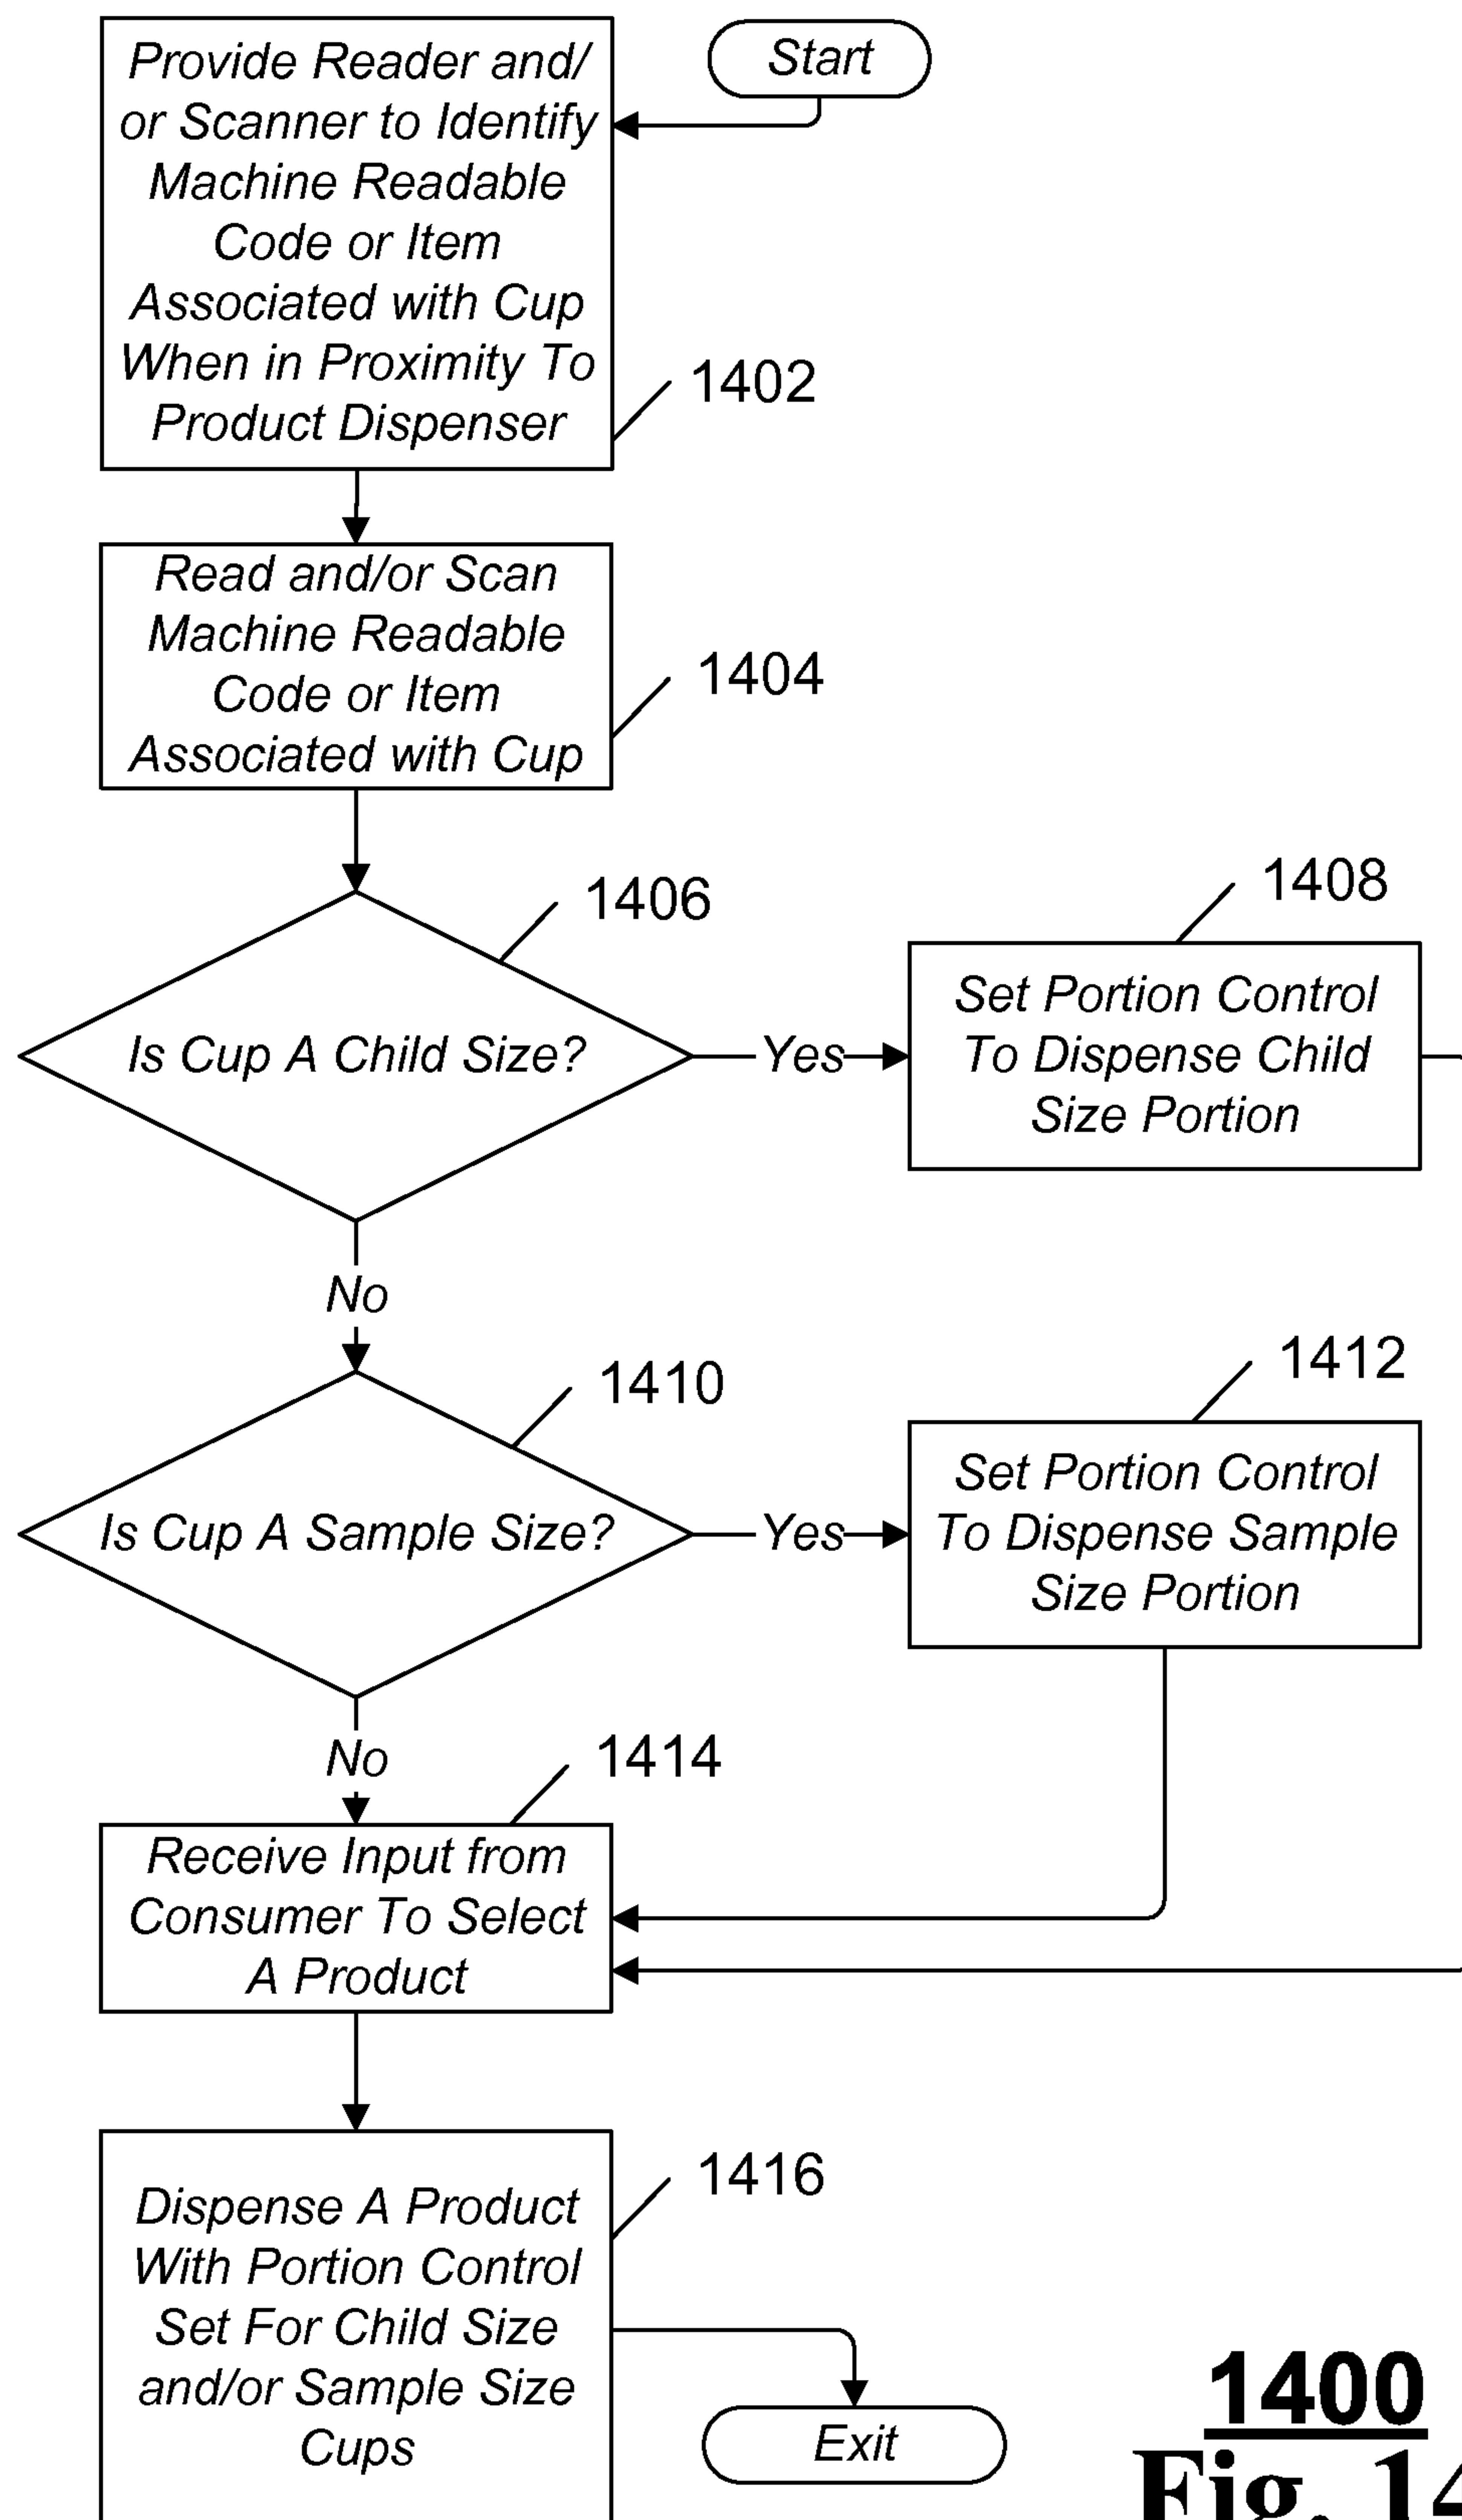 Start
Provide Reader and/
or Scanner to Identify
Machine Readable
Code or Item
Associated with Cup
When in Proximity To
Product Dispenser
1402
Read and/or Scan
Machine Readable
Code or Item
Associated with Cup
1404
1406
Is Cup A Child Size?
Yes
1408
Set Portion Control
To Dispense Child
Size Portion
No
1410
Is Cup A Sample Size?
Yes
1412
Set Portion Control
To Dispense Sample
Size Portion
No
1414
Receive Input from
Consumer To Select
A Product
1416
Dispense A Product
With Portion Control
Set For Child Size
and/or Sample Size
Cups
Exit
1400
Fig. 14